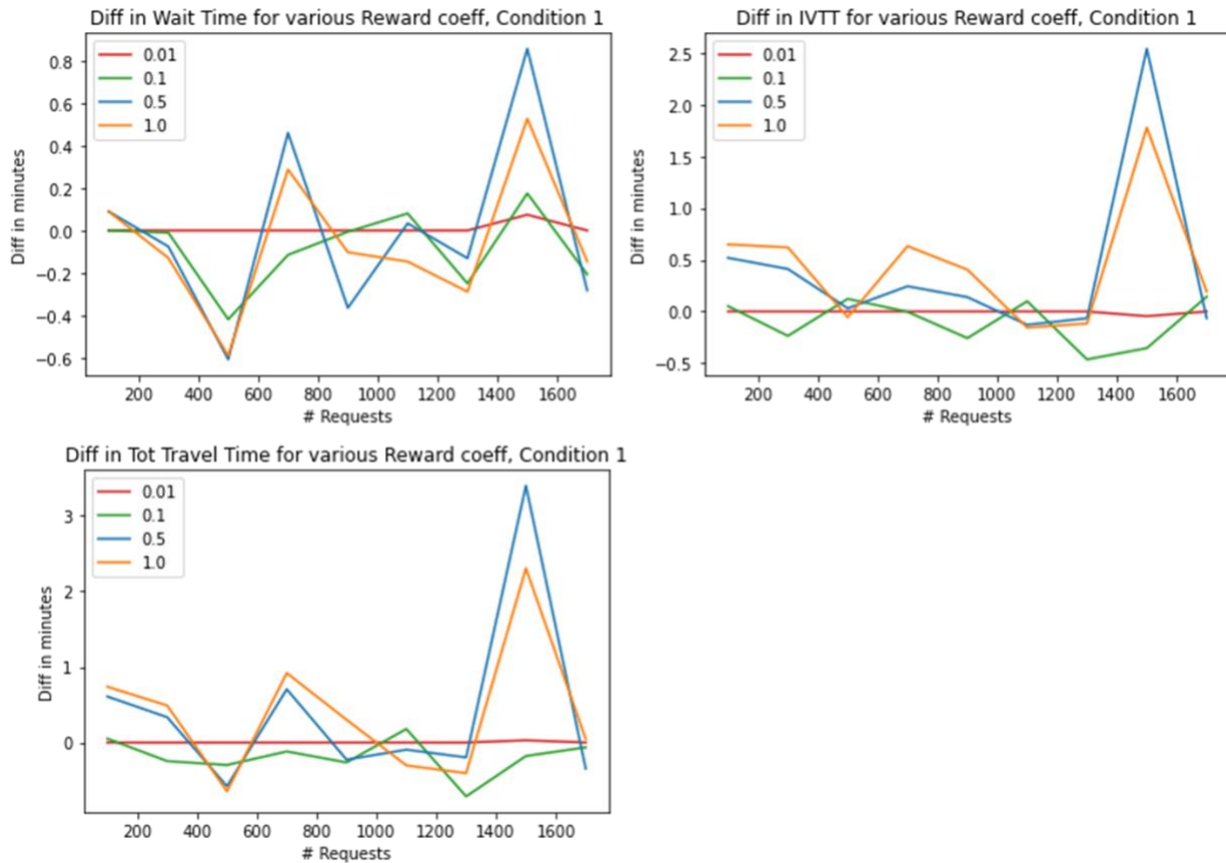 Diff in Wait Time for various Reward coeff, Condition 1
0.01
0.1
0.5
1.0
0.8
0.6
0.4
0.2
0.0
−0.2
−0.4
−0.6
Diff in minutes
200 400 600 800 1000 1200 1400 1600
# Requests
Diff in IVTT for various Reward coeff, Condition 1
0.01
0.1
0.5
1.0
2.5
2.0
1.5
1.0
0.5
0.0
−0.5
Diff in minutes
200 400 600 800 1000 1200 1400 1600
# Requests
Diff in Tot Travel Time for various Reward coeff, Condition 1
0.01
0.1
0.5
1.0
3
2
1
0
Diff in minutes
200 400 600 800 1000 1200 1400 1600
# Requests